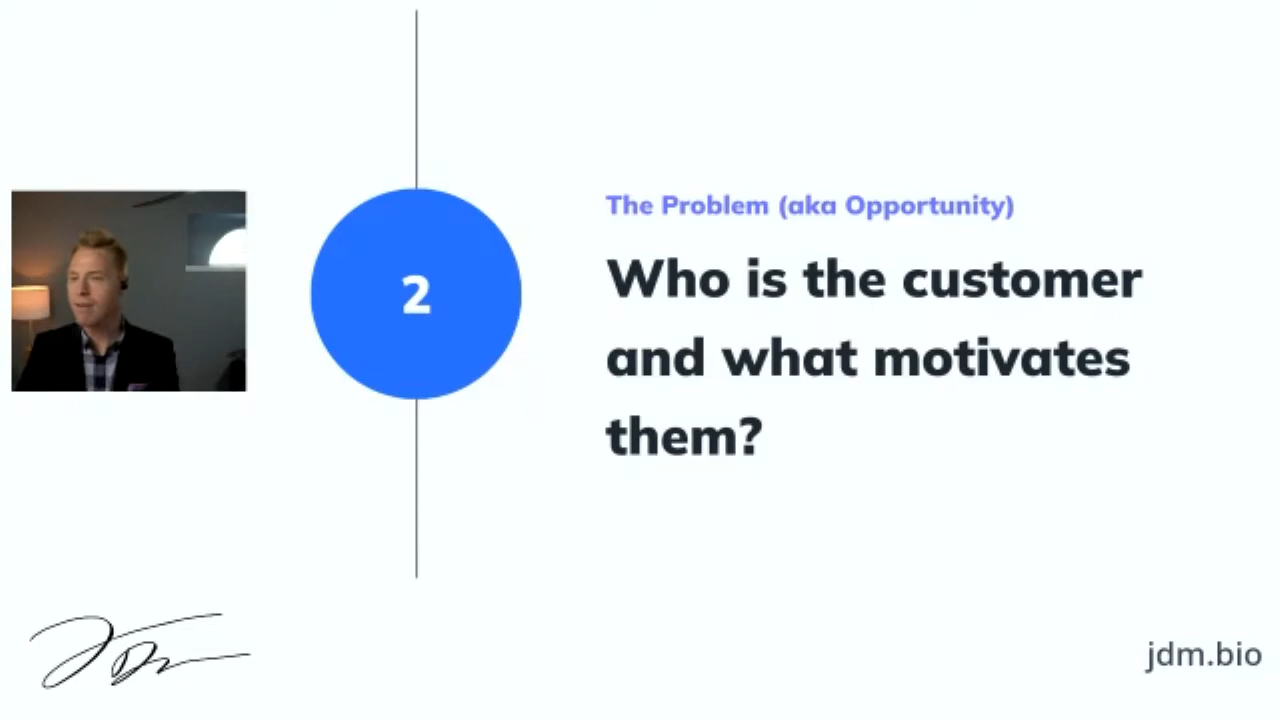 2
The Problem (aka Opportunity)
Who is the customer
and what motivates
them?
jdm.bio